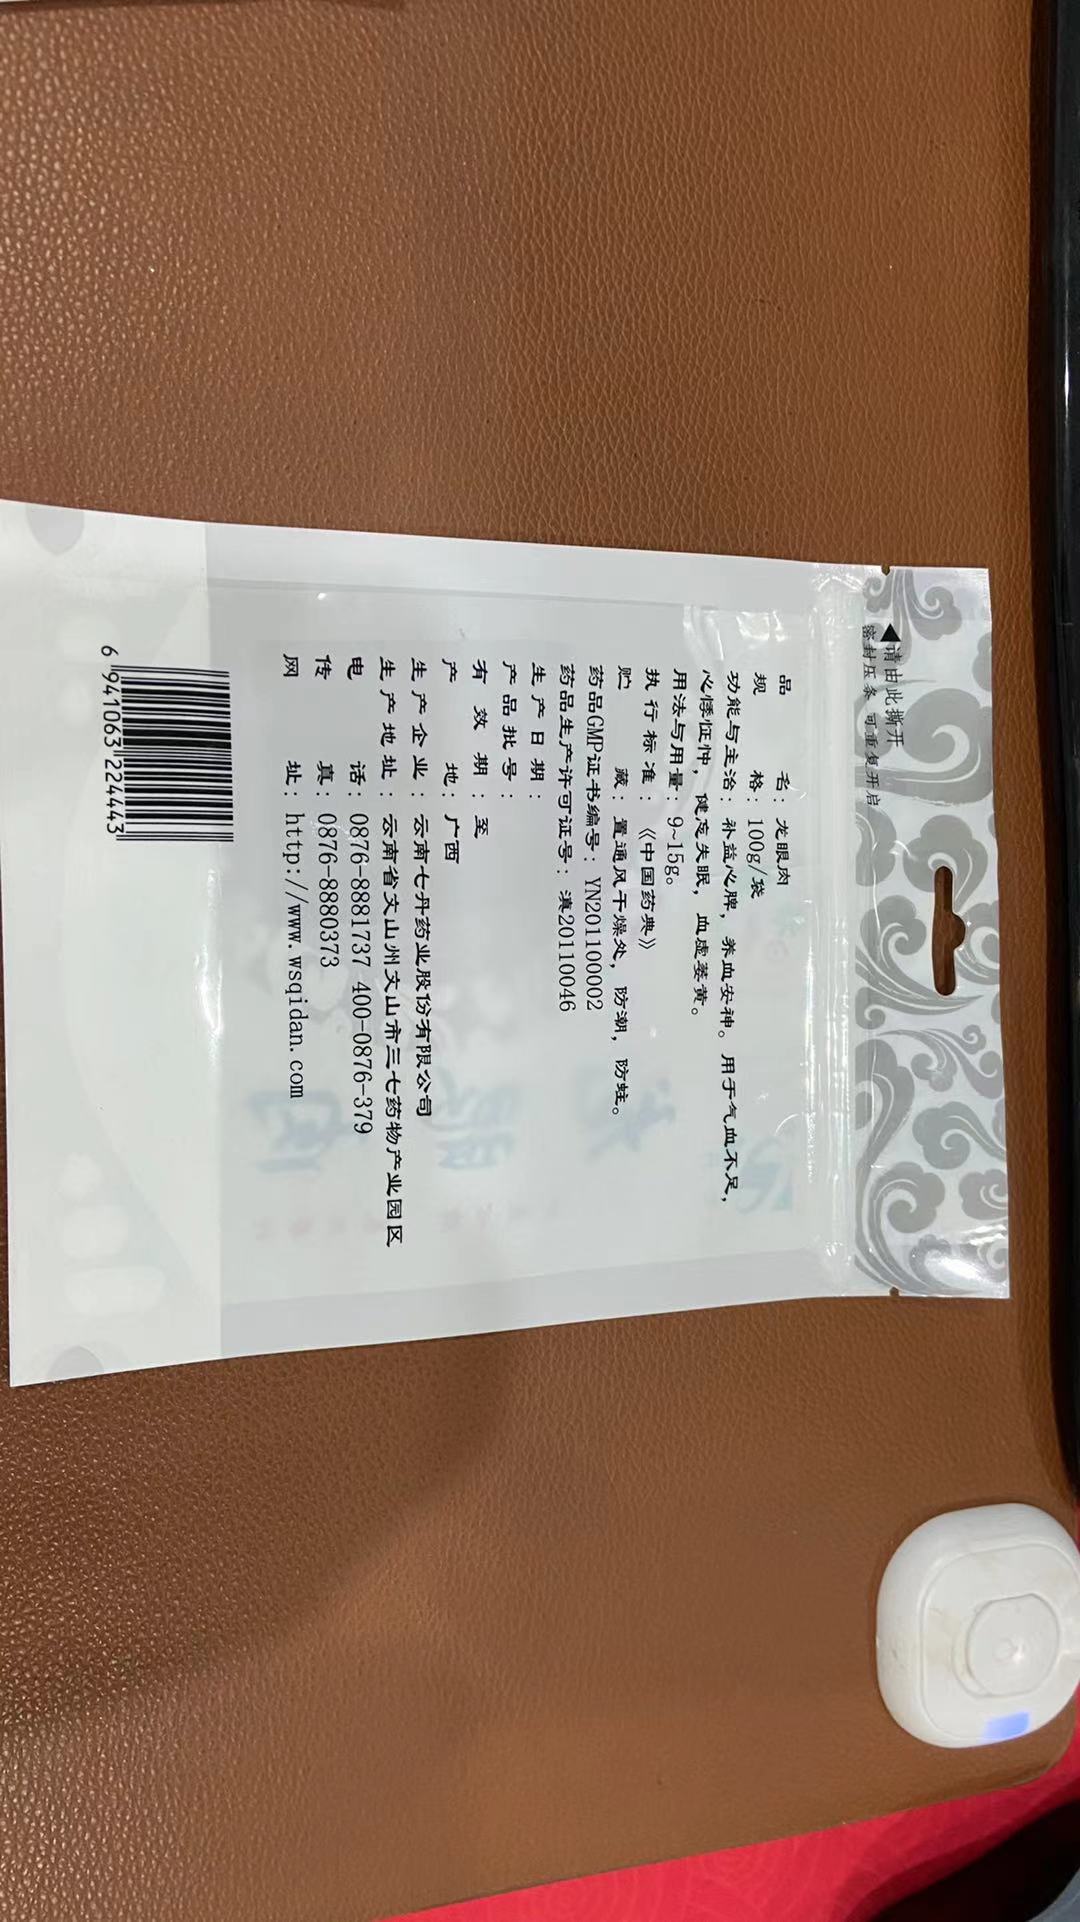 ◀请由此撕开
密封压条 可重复开启
品名：龙眼肉
规格：100g/袋
功能与主治：补益心脾，养血安神。用于气血不足，
心悸怔忡，健忘失眠，血虚萎黄。
用法与用量：9~15g。
执行标准：《中国药典》
贮藏：置通风干燥处，防潮，防蛀。
药品GMP证书编号：YN20110002
药品生产许可证号：滇20110046
生产日期：
产品批号：
有效期：至
产地：广西
生产企业：云南七丹药业股份有限公司
生产地址：云南省文山州文山市三七药物产业园区
电话：0876-8881737 400-0876-379
传真：0876-8880373
网址：http://www.wsqidan.com
6 941063 224443